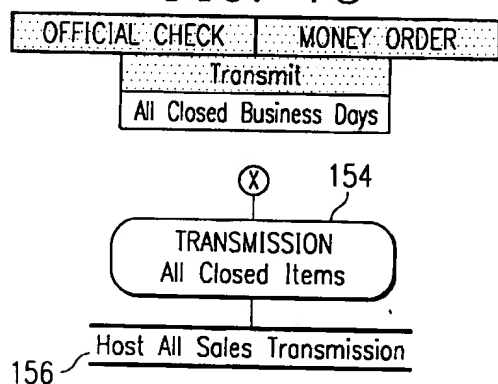 OFFICIAL CHECK MONEY ORDER
Transmit
All Closed Business Days
X
154
TRANSMISSION
All Closed Items
Host All Sales Transmission
156